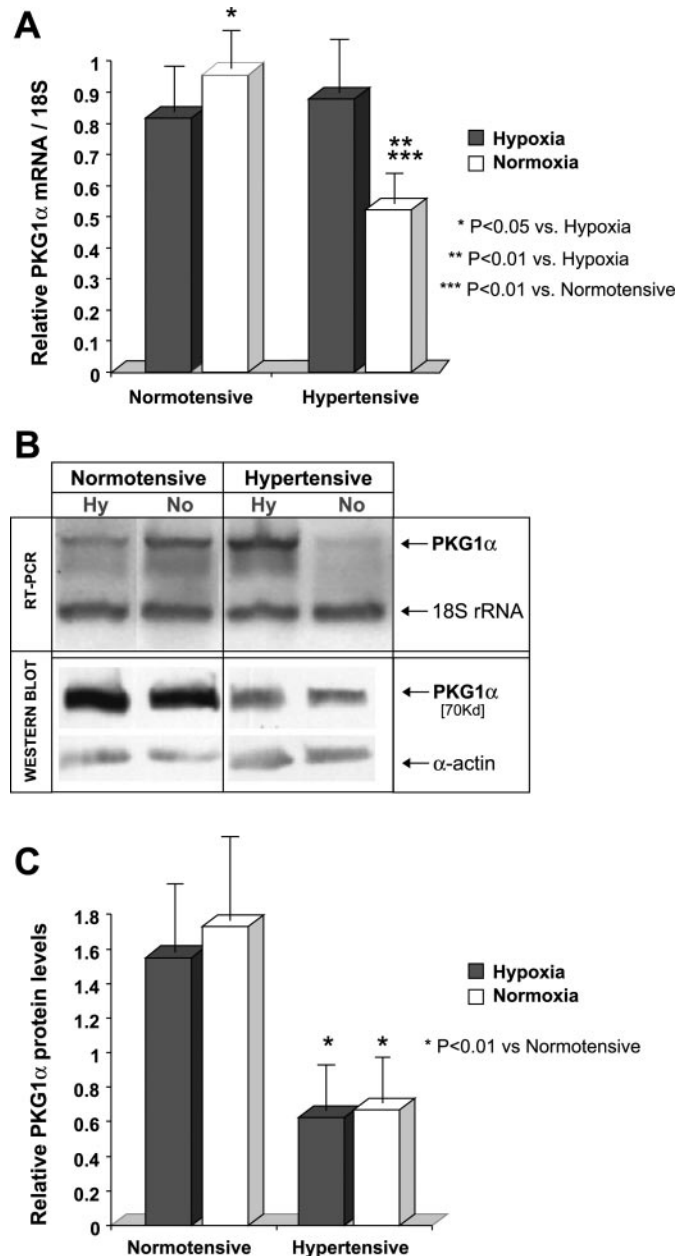 A
Relative PKG1α mRNA / 18S
1
0.9
0.8
0.7
0.6
0.5
0.4
0.3
0.2
0.1
0
*
**
***
Normotensive Hypertensive
Hypoxia
Normoxia
* P<0.05 vs. Hypoxia
** P<0.01 vs. Hypoxia
*** P<0.01 vs. Normotensive
B
Normotensive Hypertensive
Hy No Hy No
RT-PCR
PKG1α
18S rRNA
WESTERN BLOT
PKG1α
[70Kd]
α-actin
C
Relative PKG1α protein levels
1.8
1.6
1.4
1.2
1
0.8
0.6
0.4
0.2
0
* *
Normotensive Hypertensive
Hypoxia
Normoxia
* P<0.01 vs Normotensive